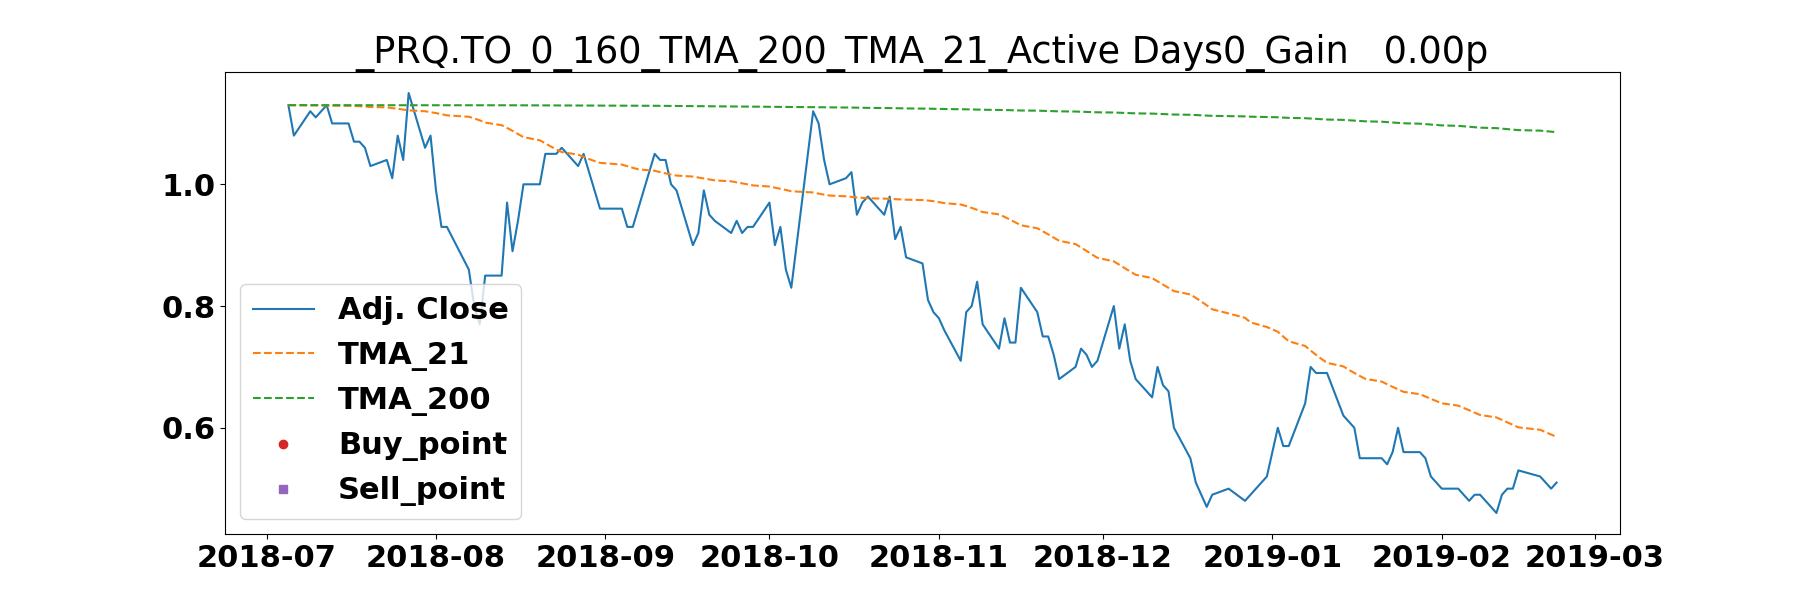 _PRQ.TO_0_160_TMA_200_TMA_21_Active Days0_Gain   0.00p
1.0
0.8
0.6
Adj. Close
TMA_21
TMA_200
Buy_point
Sell_point
2018-07 2018-08 2018-09 2018-10 2018-11 2018-12 2019-01 2019-02 2019-03